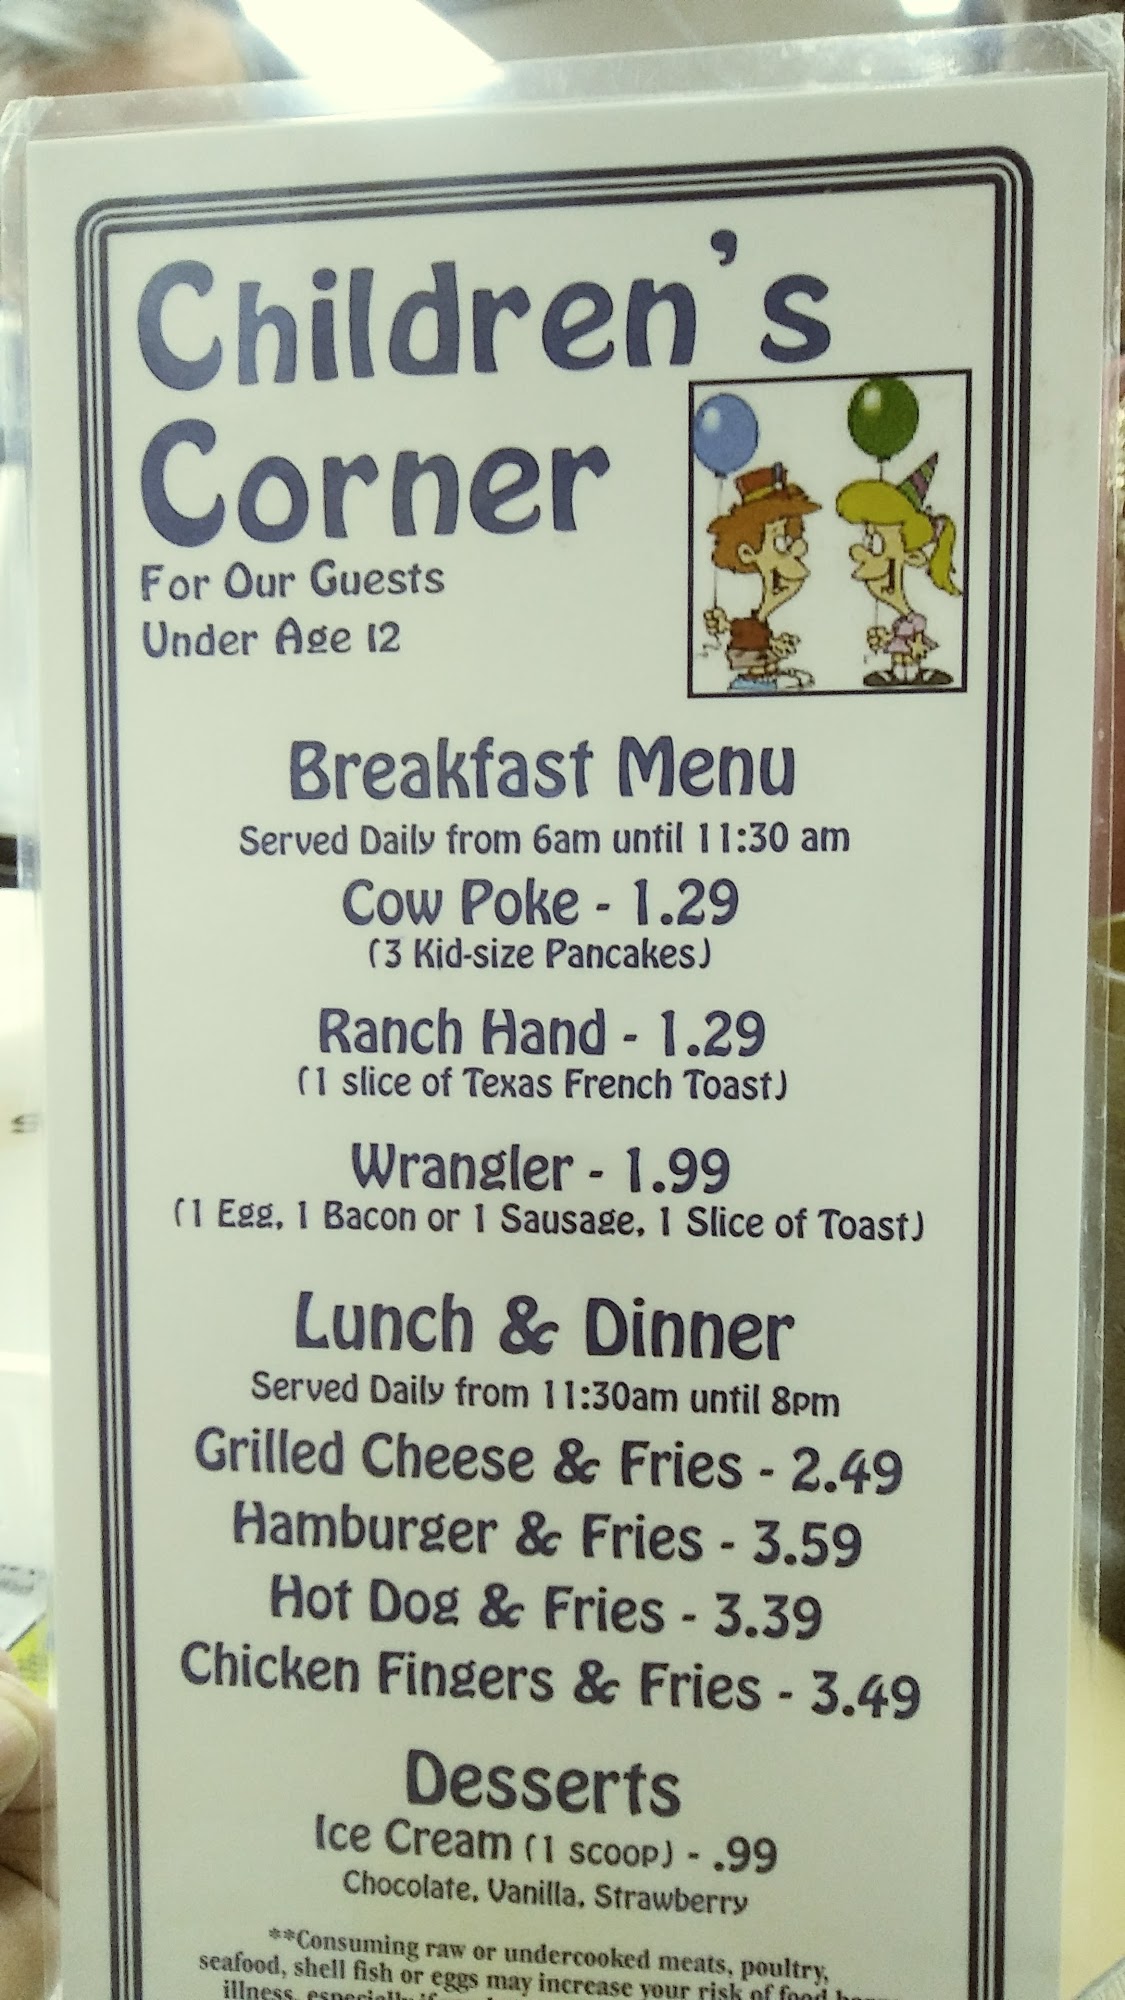 Children's
Corner
For Our Guests
Under Age 12
Breakfast Menu
Served Daily from 6am until 11:30 am
Cow Poke - 1.29
(3 Kid-size Pancakes)
Ranch Hand - 1.29
(1 slice of Texas French Toast)
Wrangler - 1.99
(1 Egg, 1 Bacon or 1 Sausage, 1 Slice of Toast)
Lunch & Dinner
Served Daily from 11:30am until 8pm
Grilled Cheese & Fries - 2.49
Hamburger & Fries - 3.59
Hot Dog & Fries - 3.39
Chicken Fingers & Fries - 3.49
Desserts
Ice Cream (1 scoop) - .99
Chocolate, Vanilla, Strawberry
**Consuming raw or undercooked meats, poultry,
seafood, shell fish or eggs may increase your risk of food
illness, especially